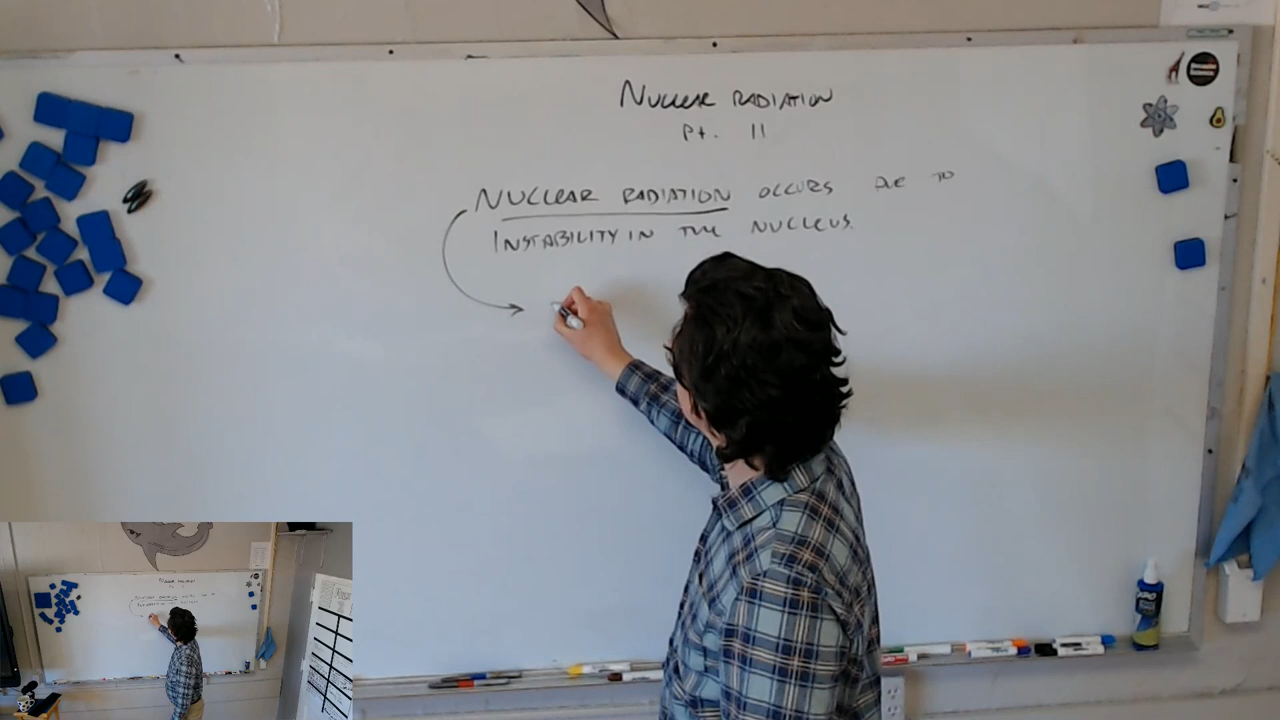 NUCLEAR RADIATION
Pt. II
NUCLEAR RADIATION OCCURS DUE TO
INSTABILITY IN THE NUCLEUS.